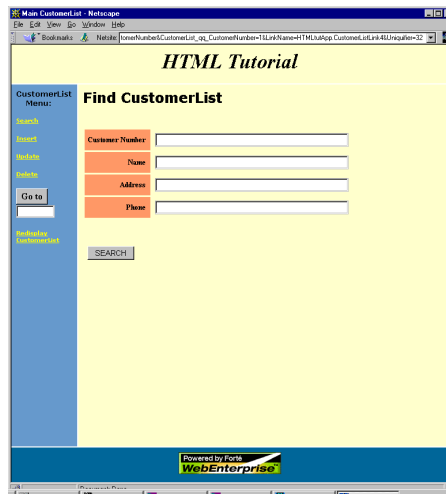 Main CustomerList - Netscape
File Edit View Go Window Help
Bookmarks Netsite: tomerNumber&CustomerList_qq_CustomerNumber=1&LinkName=HTMLtutApp.CustomerListLink4&Uniquifier=32
HTML Tutorial
CustomerList
Menu:
Search
Insert
Update
Delete
Go to
Redisplay
CustomerList
Find CustomerList
Customer Number
Name
Address
Phone
SEARCH
Powered by Forté
WebEnterprise™